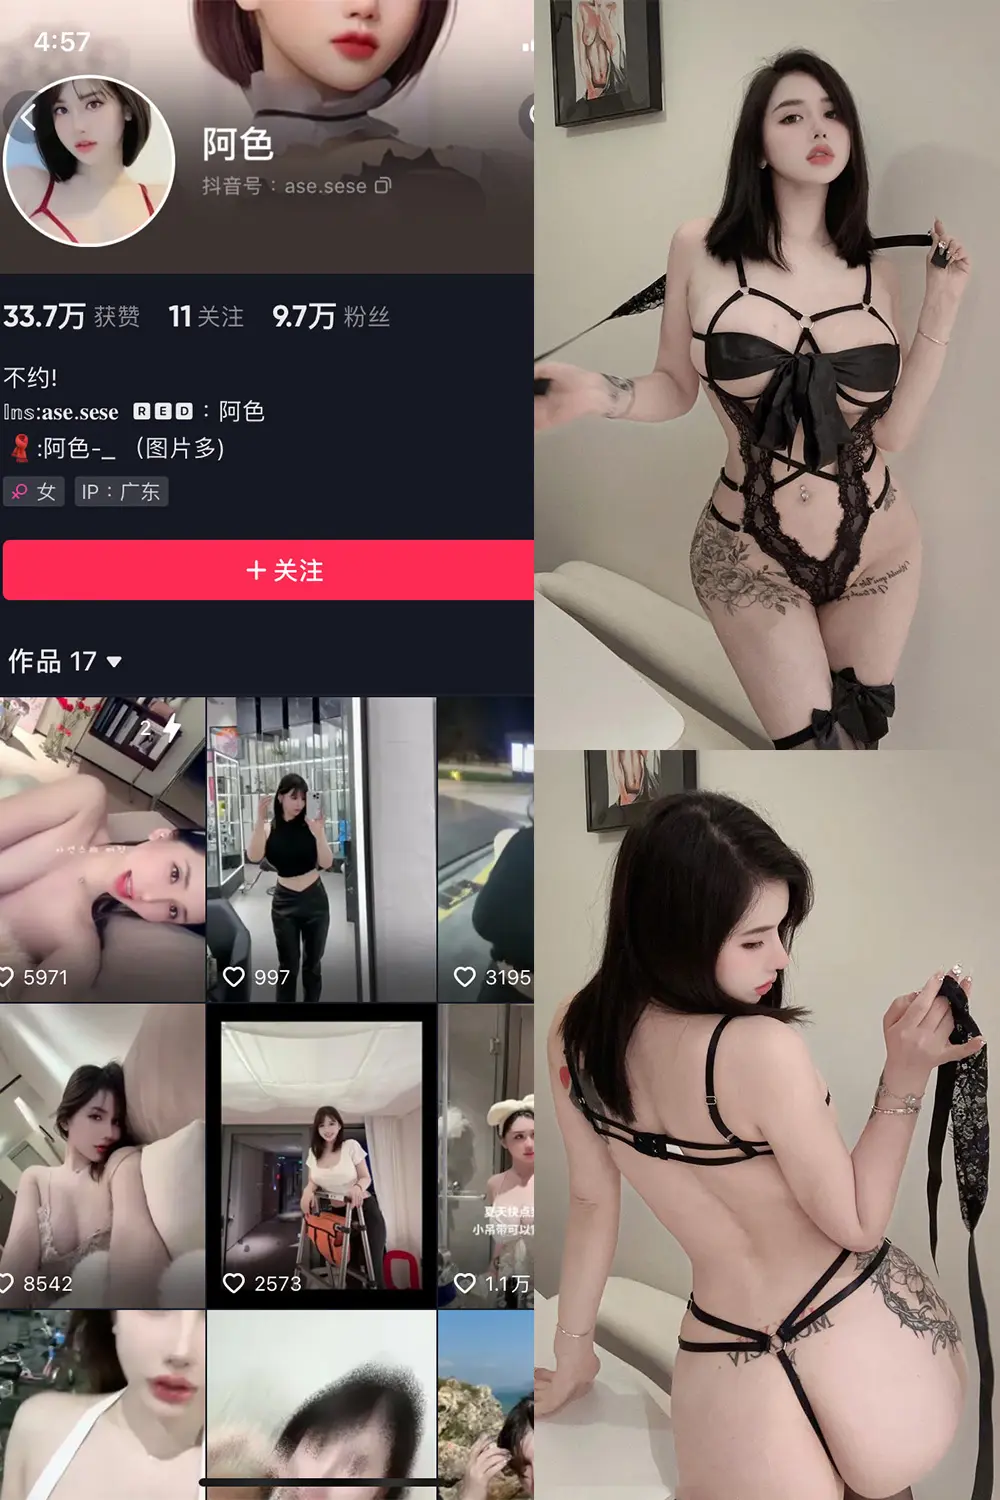 4:57
阿色
抖音号：ase.sese
33.7万 获赞 11 关注 9.7万 粉丝
不约!
Ins:ase.sese RED：阿色
:阿色-_ （图片多）
女 IP：广东
+ 关注
作品 17
2
5971
997
3195
夏天快点
小吊带可以
8542
2573
1.1万